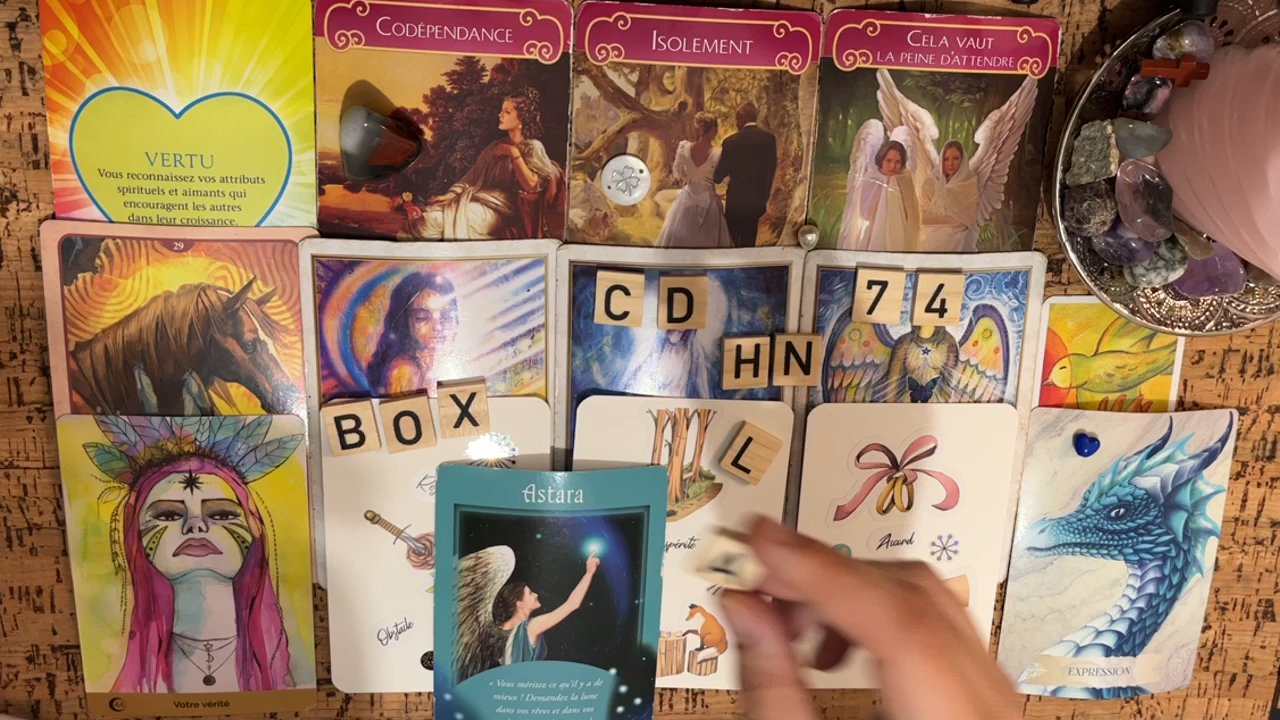 CODÉPENDANCE
ISOLEMENT
CELA VAUT
LA PEINE D'ATTENDRE
VERTU
Vous reconnaissez vos attributs
spirituels et aimants qui
encouragent les autres
dans leur croissance.
29
C D
7 4
H N
B O X
L
Astara
Accord
Obstacle
« Vous méritez ce qu'il y a de
mieux ! Demandez la lune
dans vos rêves et dans vos
EXPRESSION
44
Votre vérité